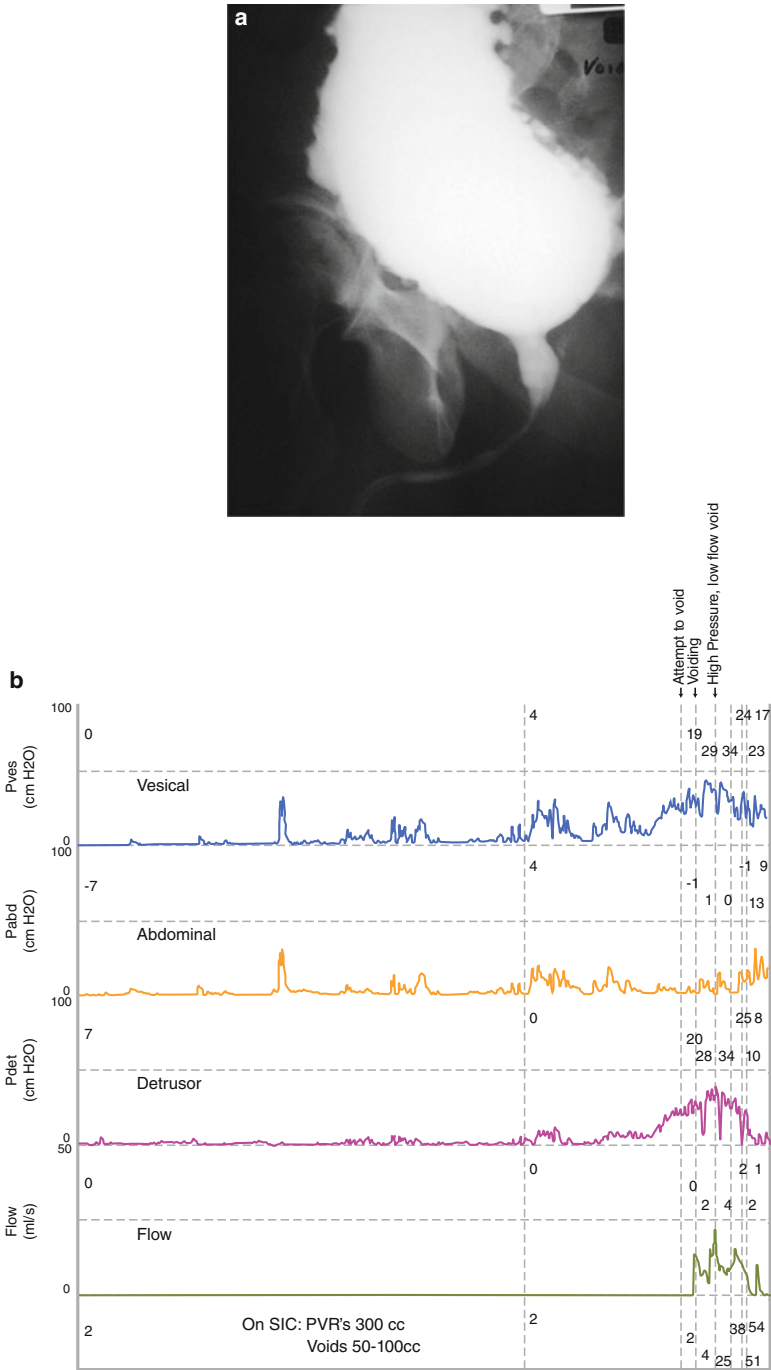 a
Void
Attempt to void
Voiding
High Pressure, low flow void
b
100
Pves
(cm H2O)
0
0
4
19
29
34
24
17
23
Vesical
100
Pabd
(cm H2O)
0
-7
4
-1
1
0
-1
9
13
Abdominal
100
Pdet
(cm H2O)
0
7
0
20
28
34
25
8
10
Detrusor
50
Flow
(ml/s)
0
0
0
0
2
4
2
1
2
Flow
2
On SIC: PVR's 300 cc
Voids 50-100cc
2
2
4
25
38
54
51